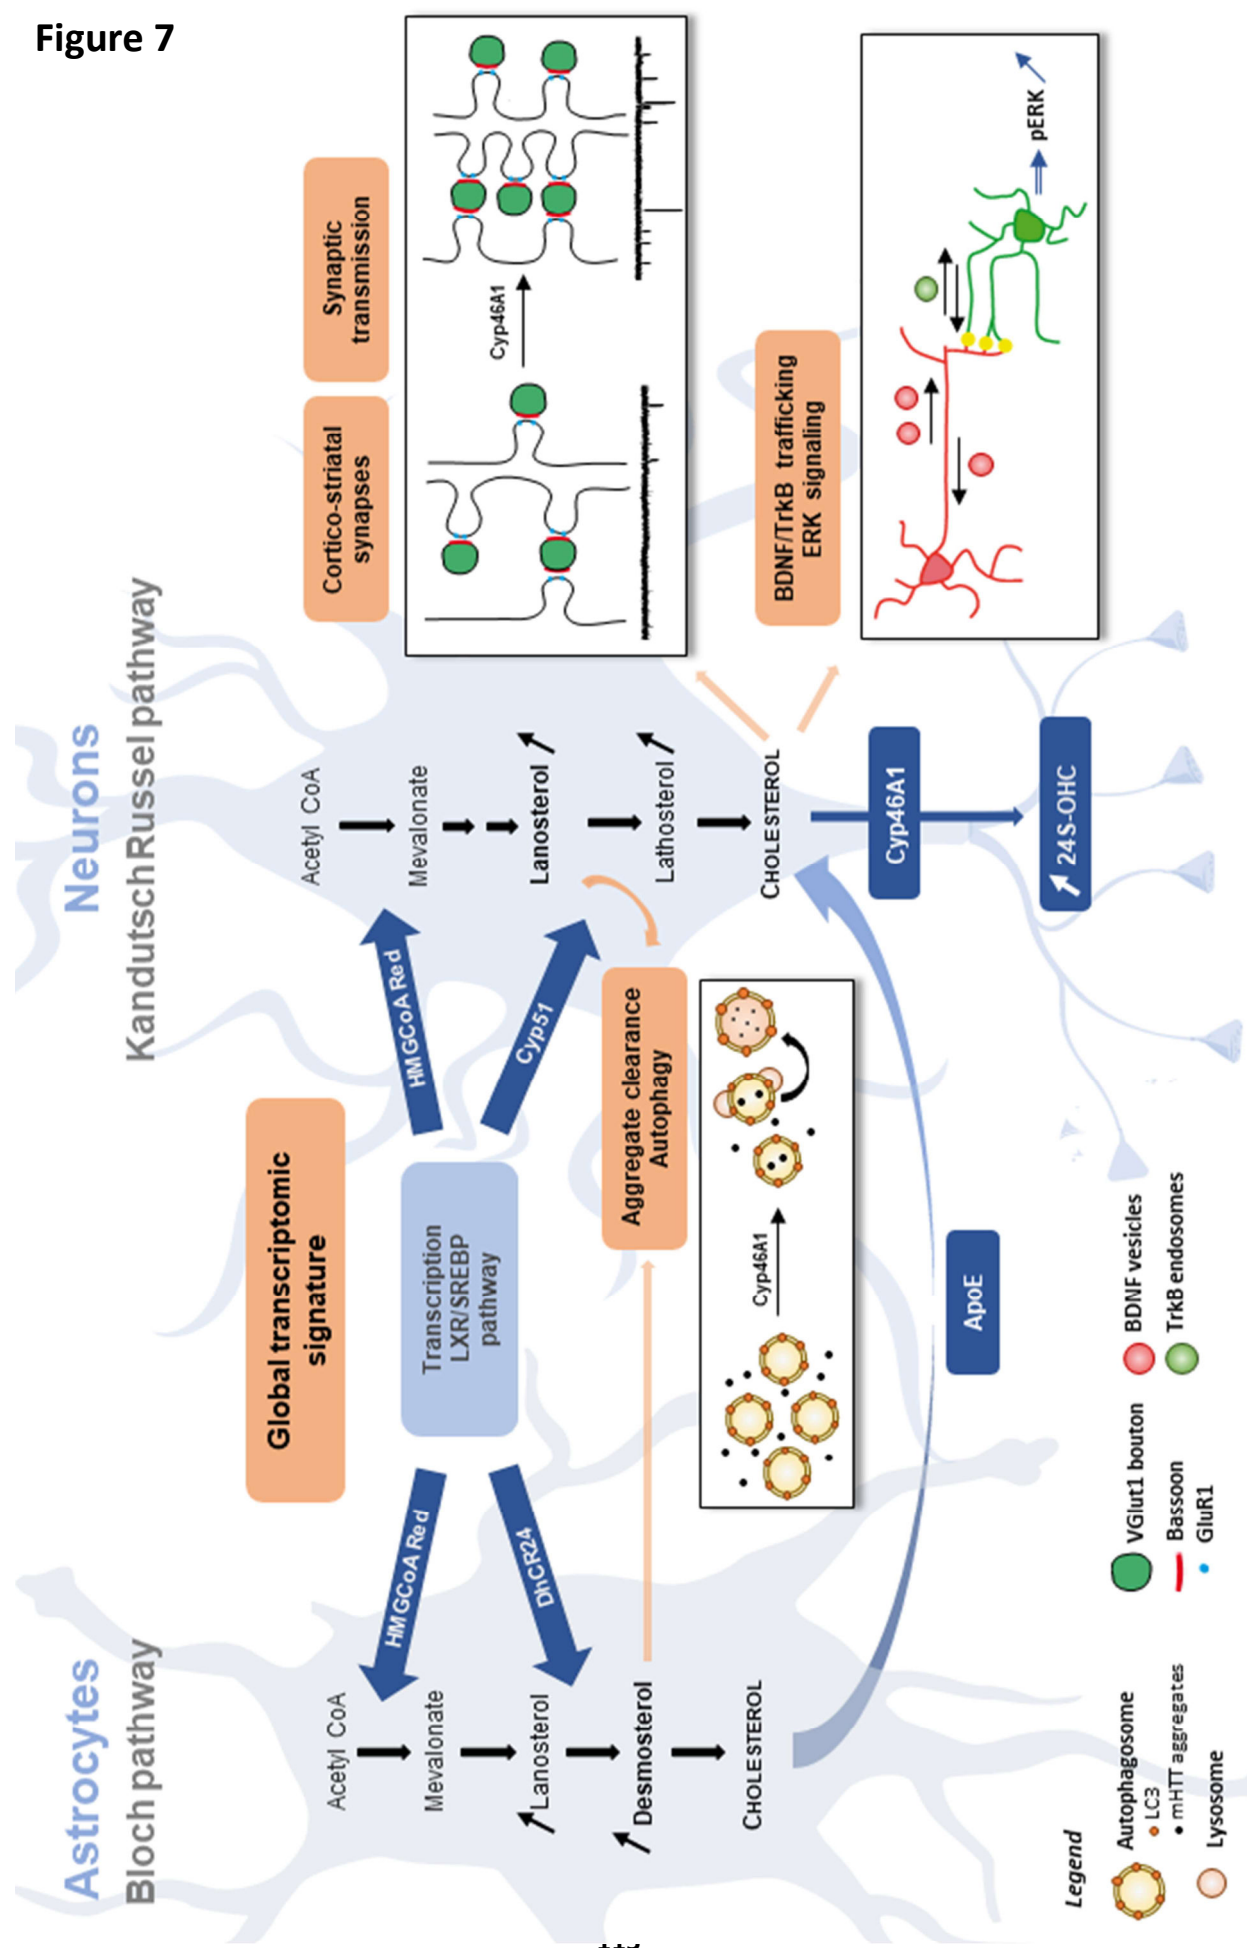 Figure 7
Astrocytes
Bloch pathway
Neurons
KandutschRussel pathway
Global transcriptomic
signature
Transcription
LXR/SREBP
pathway
HMGCoA Red
DhCR24
HMGCoA Red
Cyp51
Acetyl CoA
Mevalonate
Lanosterol
Desmosterol
CHOLESTEROL
Acetyl CoA
Mevalonate
Lanosterol
Lathosterol
CHOLESTEROL
Aggregate clearance
Autophagy
Cyp46A1
ApoE
Cyp46A1
24S-OHC
Cortico-striatal
synapses
Synaptic
transmission
Cyp46A1
BDNF/TrkB trafficking
ERK signaling
pERK
Legend
Autophagosome
LC3
mHTT aggregates
Lysosome
VGlut1 bouton
Bassoon
GluR1
BDNF vesicles
TrkB endosomes